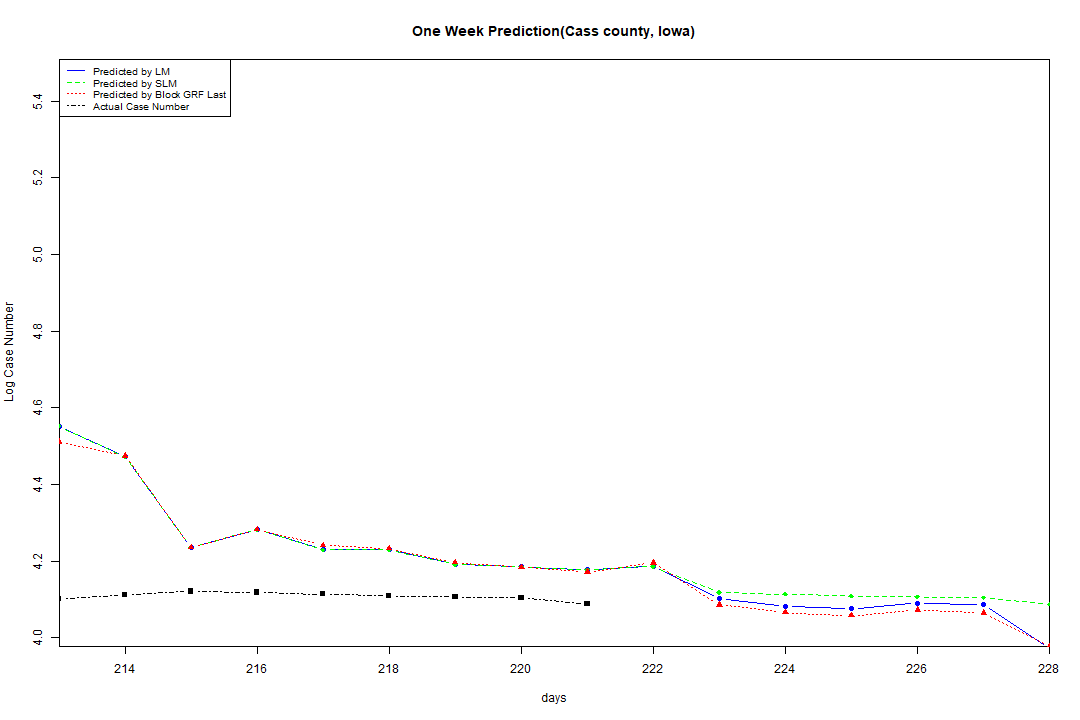 One Week Prediction(Cass county, Iowa)
Predicted by LM
Predicted by SLM
Predicted by Block GRF Last
Actual Case Number
5.4
5.2
5.0
4.8
4.6
4.4
4.2
4.0
Log Case Number
214 216 218 220 222 224 226 228
days